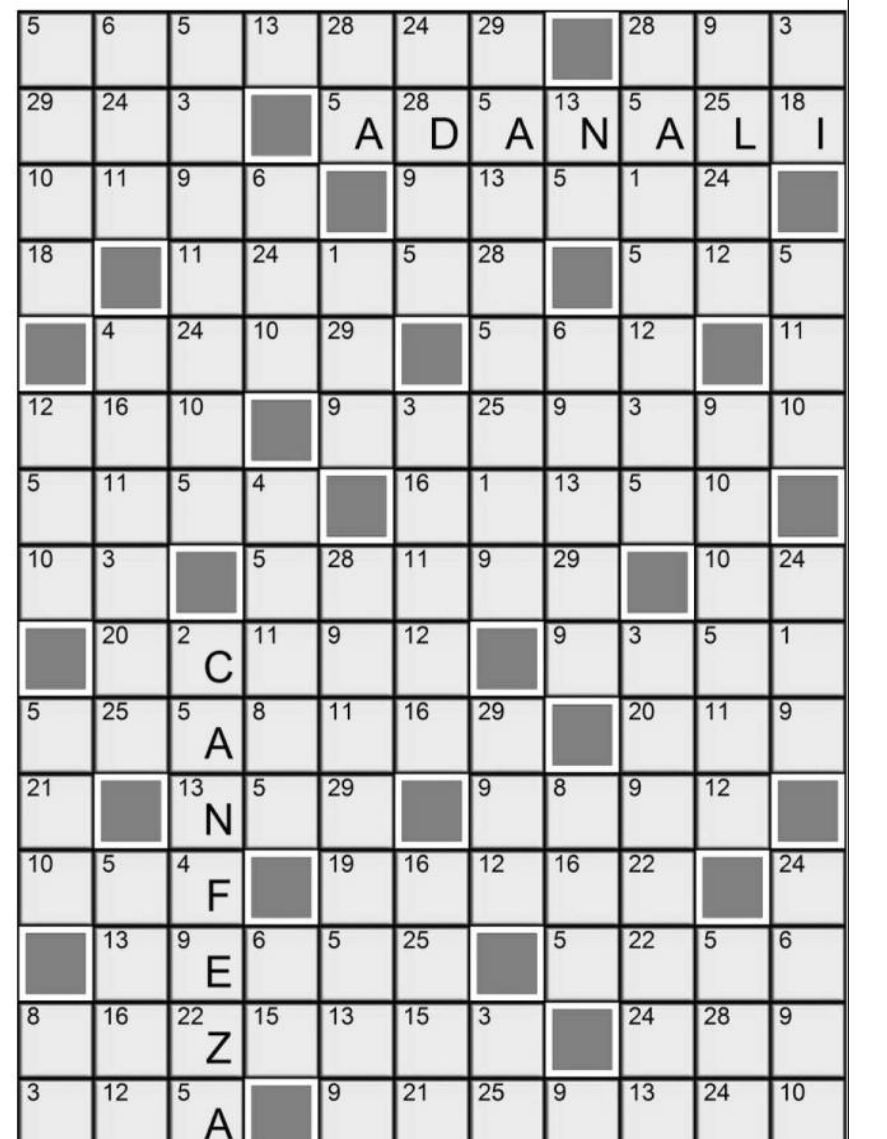 5 6 5 13 28 24 29 28 9 3
29 24 3 5 A 28 D 5 A 13 N 5 A 25 L 18 I
10 11 9 6 9 13 5 1 24
18 11 24 1 5 28 5 12 5
4 24 10 29 5 6 12 11
12 16 10 9 3 25 9 3 9 10
5 11 5 4 16 1 13 5 10
10 3 5 28 11 9 29 10 24
20 2 C 11 9 12 9 3 5 1
5 25 5 A 8 11 16 29 20 11 9
21 13 N 5 29 9 8 9 12
10 5 4 F 19 16 12 16 22 24
13 9 E 6 5 25 5 22 5 6
8 16 22 Z 15 13 15 3 24 28 9
3 12 5 A 9 21 25 9 13 24 10